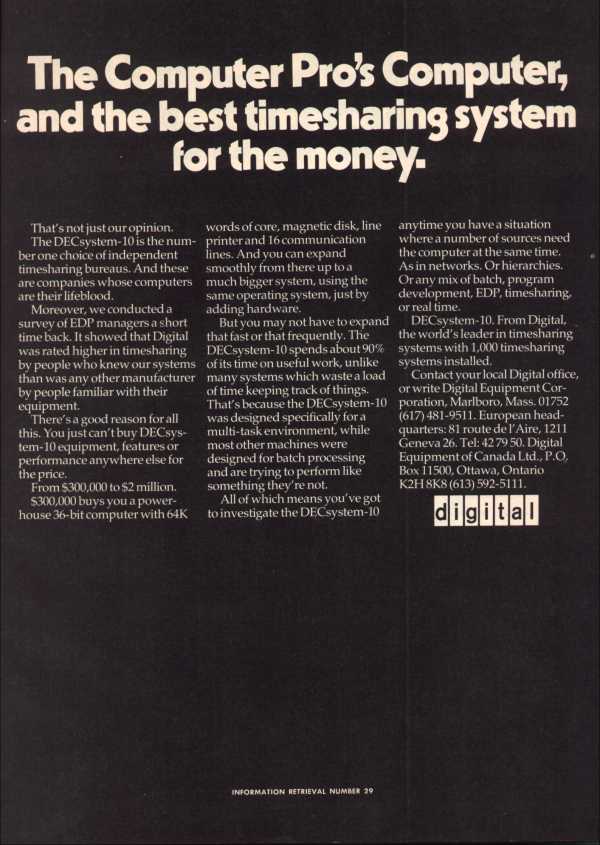 The Computer Pro's Computer,
and the best timesharing system
for the money.
That's not just our opinion.
The DECsystem-10 is the num-
ber one choice of independent
timesharing bureaus. And these
are companies whose computers
are their lifeblood.
Moreover, we conducted a
survey of EDP managers a short
time back. It showed that Digital
was rated higher in timesharing
by people who knew our systems
than was any other manufacturer
by people familiar with their
equipment.
There's a good reason for all
this. You just can't buy DECsys-
tem-10 equipment, features or
performance anywhere else for
the price.
From $300,000 to $2 million.
$300,000 buys you a power-
house 36-bit computer with 64K
words of core, magnetic disk, line
printer and 16 communication
lines. And you can expand
smoothly from there up to a
much bigger system, using the
same operating system, just by
adding hardware.
But you may not have to expand
that fast or that frequently. The
DECsystem-10 spends about 90%
of its time on useful work, unlike
many systems which waste a load
of time keeping track of things.
That's because the DECsystem-10
was designed specifically for a
multi-task environment, while
most other machines were
designed for batch processing
and are trying to perform like
something they're not.
All of which means you've got
to investigate the DECsystem-10
anytime you have a situation
where a number of sources need
the computer at the same time.
As in networks. Or hierarchies.
Or any mix of batch, program
development, EDP, timesharing,
or real time.
DECsystem-10. From Digital,
the world's leader in timesharing
systems with 1,000 timesharing
systems installed.
Contact your local Digital office,
or write Digital Equipment Cor-
poration, Marlboro, Mass. 01752
(617) 481-9511. European head-
quarters: 81 route de l'Aire, 1211
Geneva 26. Tel: 42 79 50. Digital
Equipment of Canada Ltd., P.O.
Box 11500, Ottawa, Ontario
K2H 8K8 (613) 592-5111.
digital
INFORMATION RETRIEVAL NUMBER 29